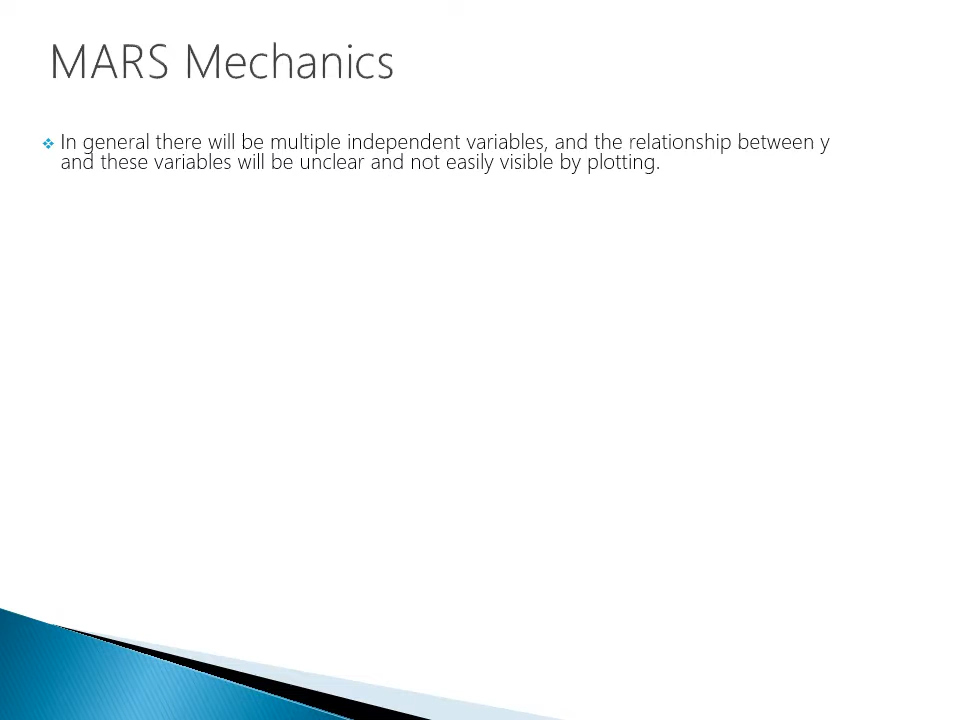 MARS Mechanics
In general there will be multiple independent variables, and the relationship between y
and these variables will be unclear and not easily visible by plotting.